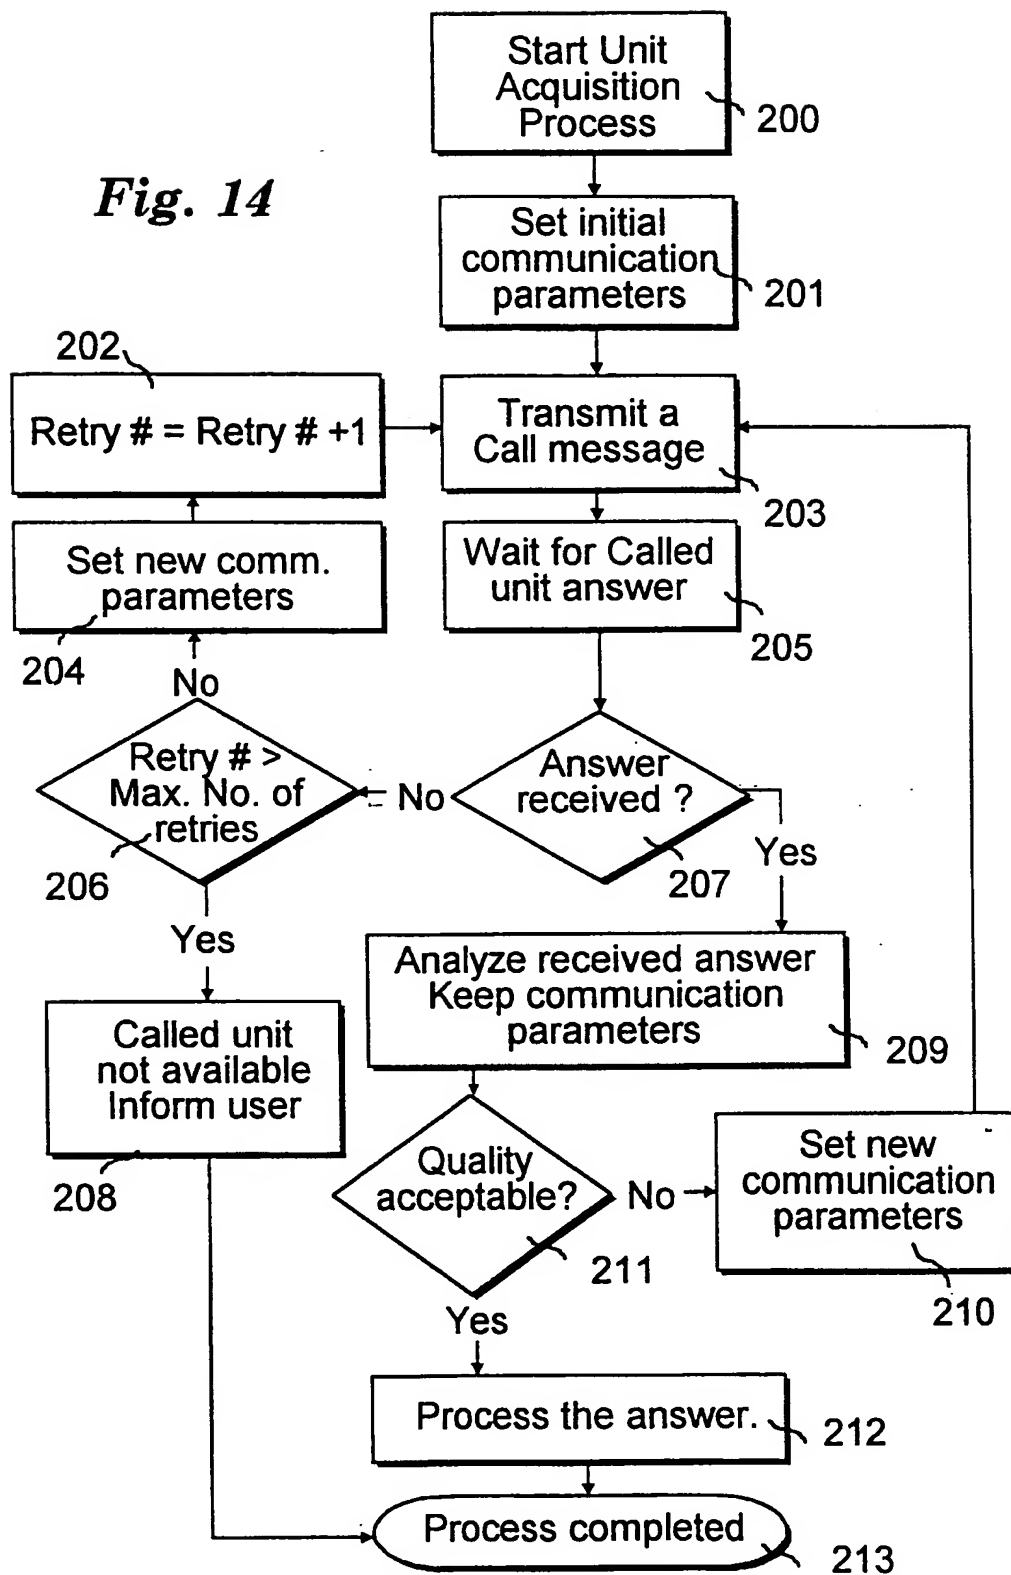 Start Unit
Acquisition
Process
200
Fig. 14
Set initial
communication
parameters
201
202
Retry # = Retry # +1
Transmit a
Call message
203
Set new comm.
parameters
204
Wait for Called
unit answer
205
No
Retry # >
Max. No. of
retries
206
No
Answer
received ?
207
Yes
Yes
Analyze received answer
Keep communication
parameters
209
Called unit
not available
Inform user
208
Quality
acceptable?
211
No
Set new
communication
parameters
210
Yes
Process the answer.
212
Process completed
213